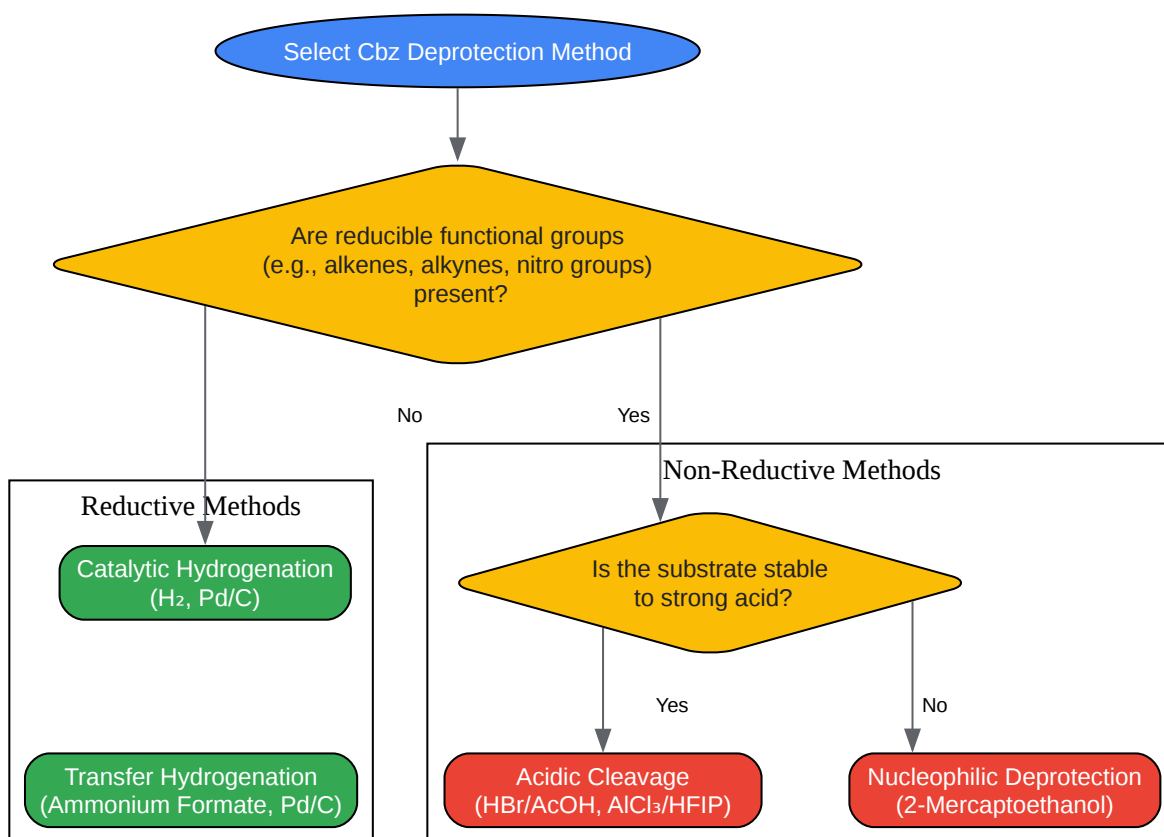 Select Cbz Deprotection Method
Are reducible functional groups
(e.g., alkenes, alkynes, nitro groups)
present?
No
Yes
Reductive Methods
Catalytic Hydrogenation
(H₂, Pd/C)
Transfer Hydrogenation
(Ammonium Formate, Pd/C)
Non-Reductive Methods
Is the substrate stable
to strong acid?
Yes
No
Acidic Cleavage
(HBr/AcOH, AlCl₃/HFIP)
Nucleophilic Deprotection
(2-Mercaptoethanol)